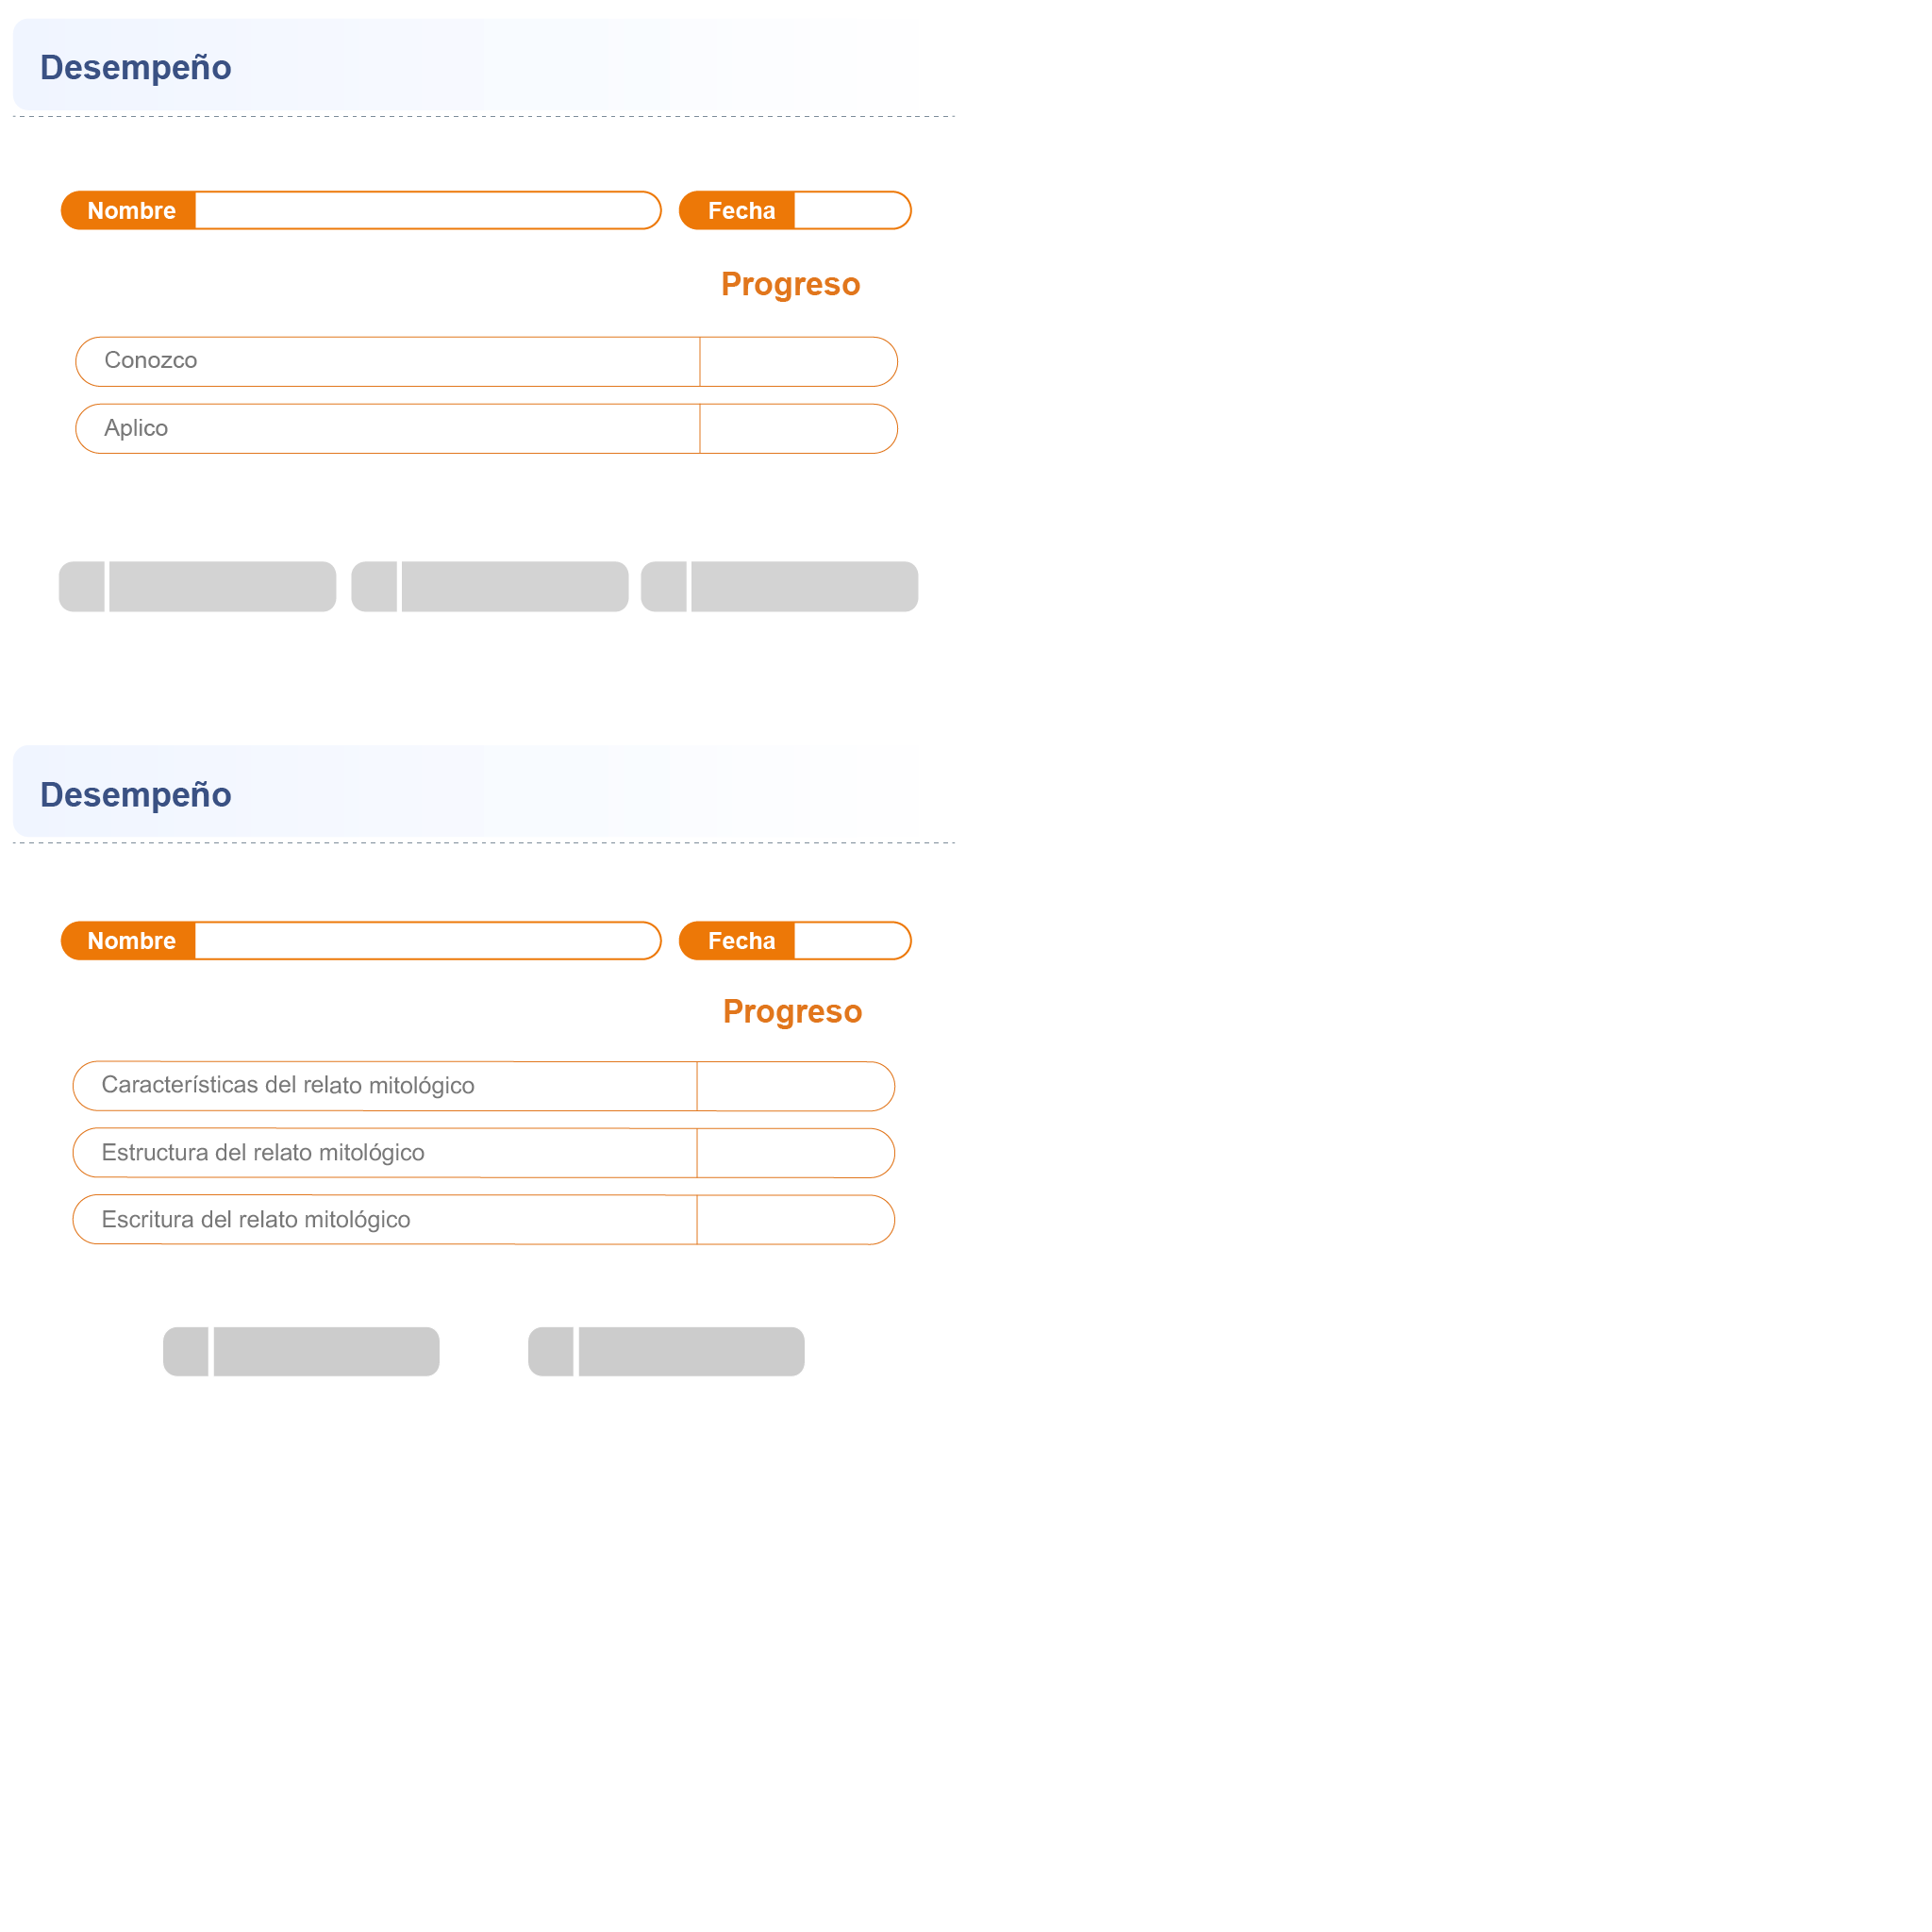 Desempeño
Nombre
Fecha
Progreso
Conozco
Aplico
Desempeño
Nombre
Fecha
Progreso
Características del relato mitológico
Estructura del relato mitológico
Escritura del relato mitológico